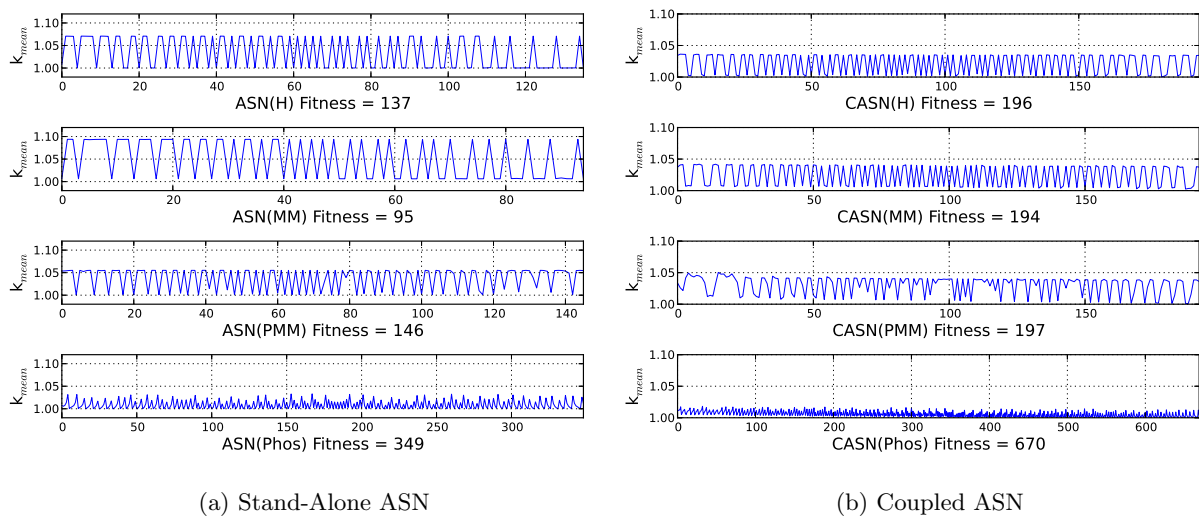 1.10
1.05
1.00
k_mean
0 20 40 60 80 100 120
ASN(H) Fitness = 137
1.10
1.05
1.00
k_mean
0 20 40 60 80
ASN(MM) Fitness = 95
1.10
1.05
1.00
k_mean
0 20 40 60 80 100 120 140
ASN(PMM) Fitness = 146
1.10
1.05
1.00
k_mean
0 50 100 150 200 250 300
ASN(Phos) Fitness = 349
(a) Stand-Alone ASN
1.10
1.05
1.00
k_mean
0 50 100 150
CASN(H) Fitness = 196
1.10
1.05
1.00
k_mean
0 50 100 150
CASN(MM) Fitness = 194
1.10
1.05
1.00
k_mean
0 50 100 150
CASN(PMM) Fitness = 197
1.10
1.05
1.00
k_mean
0 100 200 300 400 500 600
CASN(Phos) Fitness = 670
(b) Coupled ASN